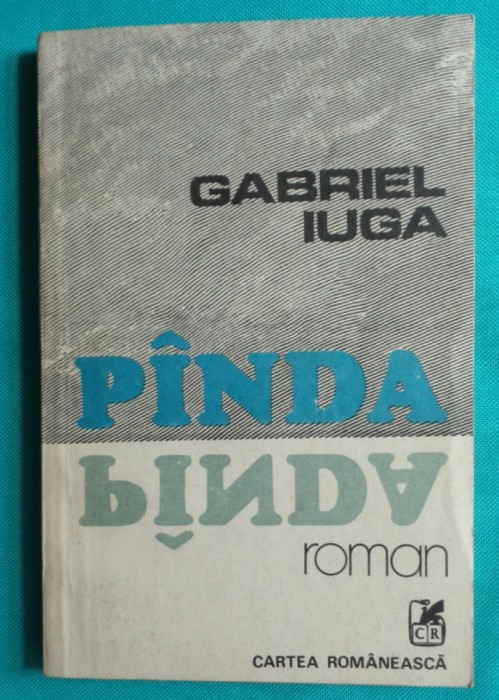 GABRIEL
IUGA
PÎNDA
PÎNDA
roman
CR
CARTEA ROMÂNEASCĂ